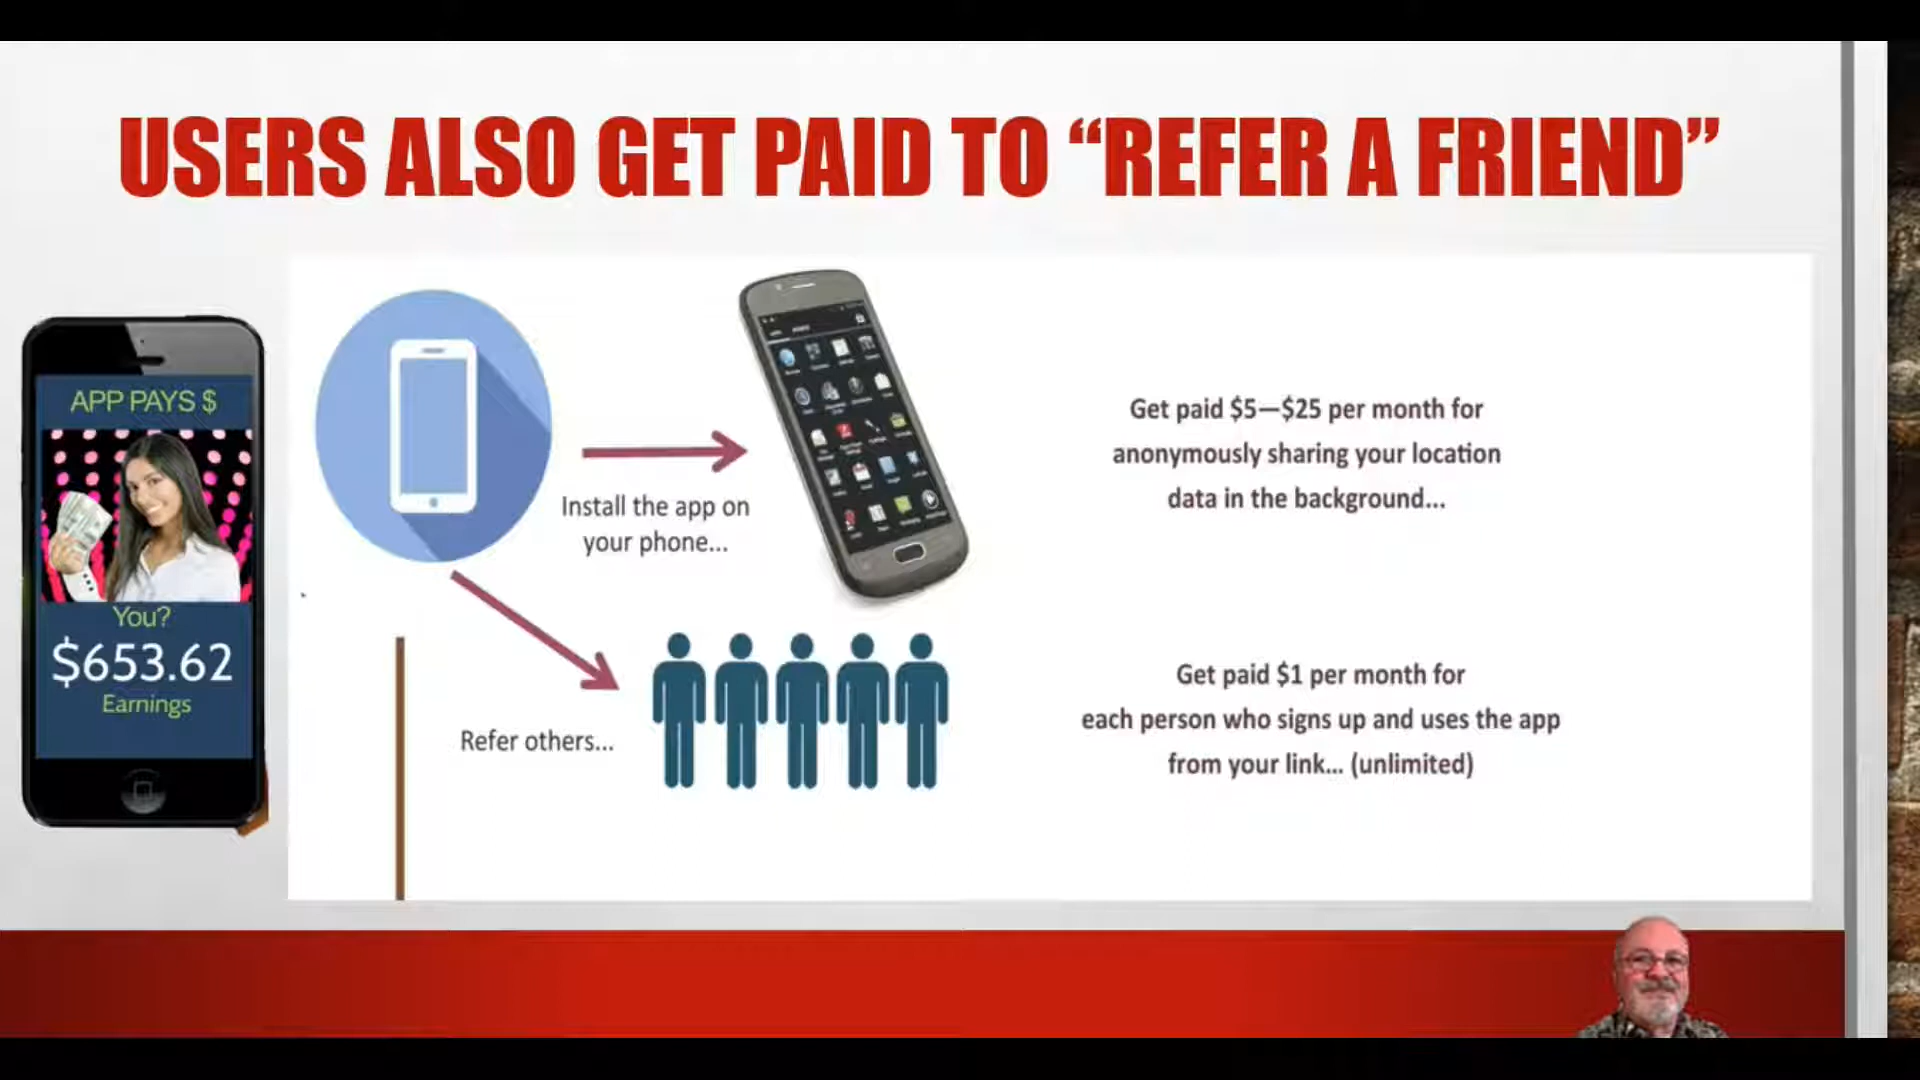 USERS ALSO GET PAID TO “REFER A FRIEND”
APP PAYS $
You?
$653.62
Earnings
Install the app on
your phone...
Get paid $5—$25 per month for
anonymously sharing your location
data in the background...
Refer others...
Get paid $1 per month for
each person who signs up and uses the app
from your link... (unlimited)